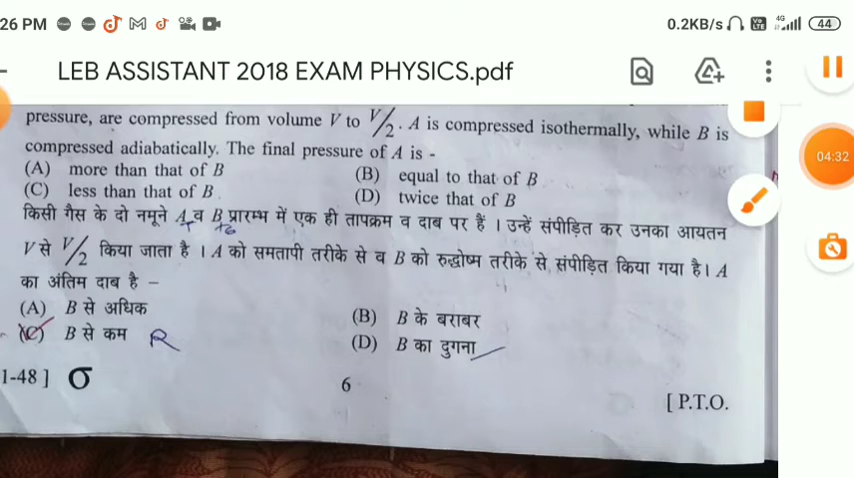 26 PM 0.2KB/s VoLTE 4G 44
LEB ASSISTANT 2018 EXAM PHYSICS.pdf
pressure, are compressed from volume V to V/2. A is compressed isothermally, while B is
compressed adiabatically. The final pressure of A is -
(A) more than that of B (B) equal to that of B
(C) less than that of B (D) twice that of B
04:32
किसी गैस के दो नमूने A व B प्रारम्भ में एक ही तापक्रम व दाब पर हैं । उन्हें संपीड़ित कर उनका आयतन
V से V/2 किया जाता है । A को समतापी तरीके से व B को रुद्धोष्म तरीके से संपीड़ित किया गया है। A
का अंतिम दाब है –
(A) B से अधिक (B) B के बराबर
(C) B से कम R (D) B का दुगना
1-48 ] σ 6 [ P.T.O.